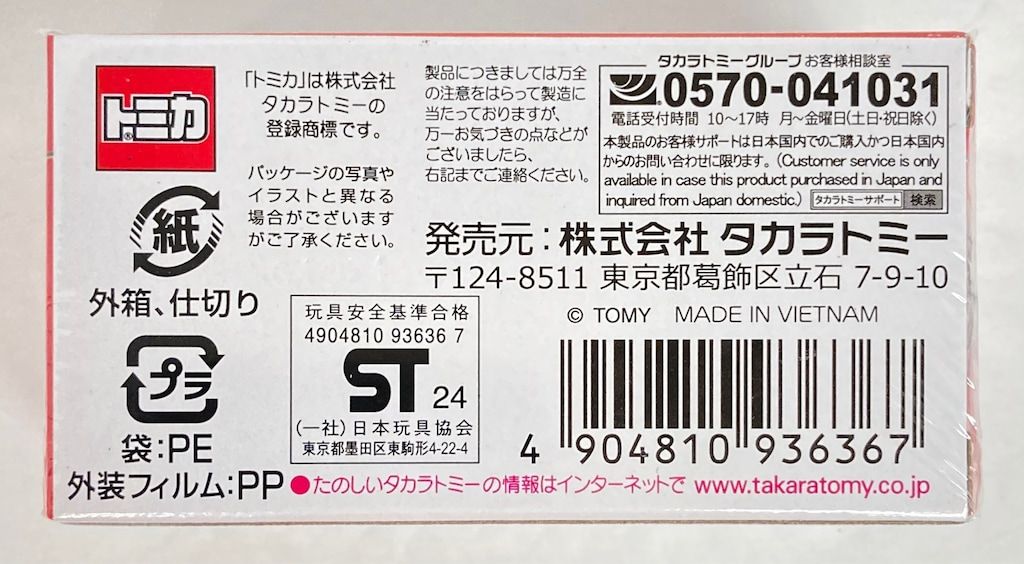 トミカ®
「トミカ」は株式会社
タカラトミーの
登録商標です。
パッケージの写真や
イラストと異なる
場合がございます
がご了承ください。
製品につきましては万全
の注意をはらって製造に
当たっておりますが、
万一お気づきの点などが
ございましたら、
右記までご連絡ください。
タカラトミーグループ お客様相談室
0570-041031
電話受付時間 10〜17時 月〜金曜日(土日・祝日除く)
本製品のお客様サポートは日本国内でのご購入かつ日本国内
からのお問い合わせに限ります。(Customer service is only
available in case this product purchased in Japan and
inquired from Japan domestic.) タカラトミーサポート 検索
発売元：株式会社 タカラトミー
〒124-8511 東京都葛飾区立石 7-9-10
© TOMY MADE IN VIETNAM
紙
外箱、仕切り
プラ
袋:PE
外装フィルム:PP
玩具安全基準合格
4904810 93636 7
ST 24
(一社)日本玩具協会
東京都墨田区東駒形4-22-4
4 904810 936367
●たのしいタカラトミーの情報はインターネットで www.takaratomy.co.jp